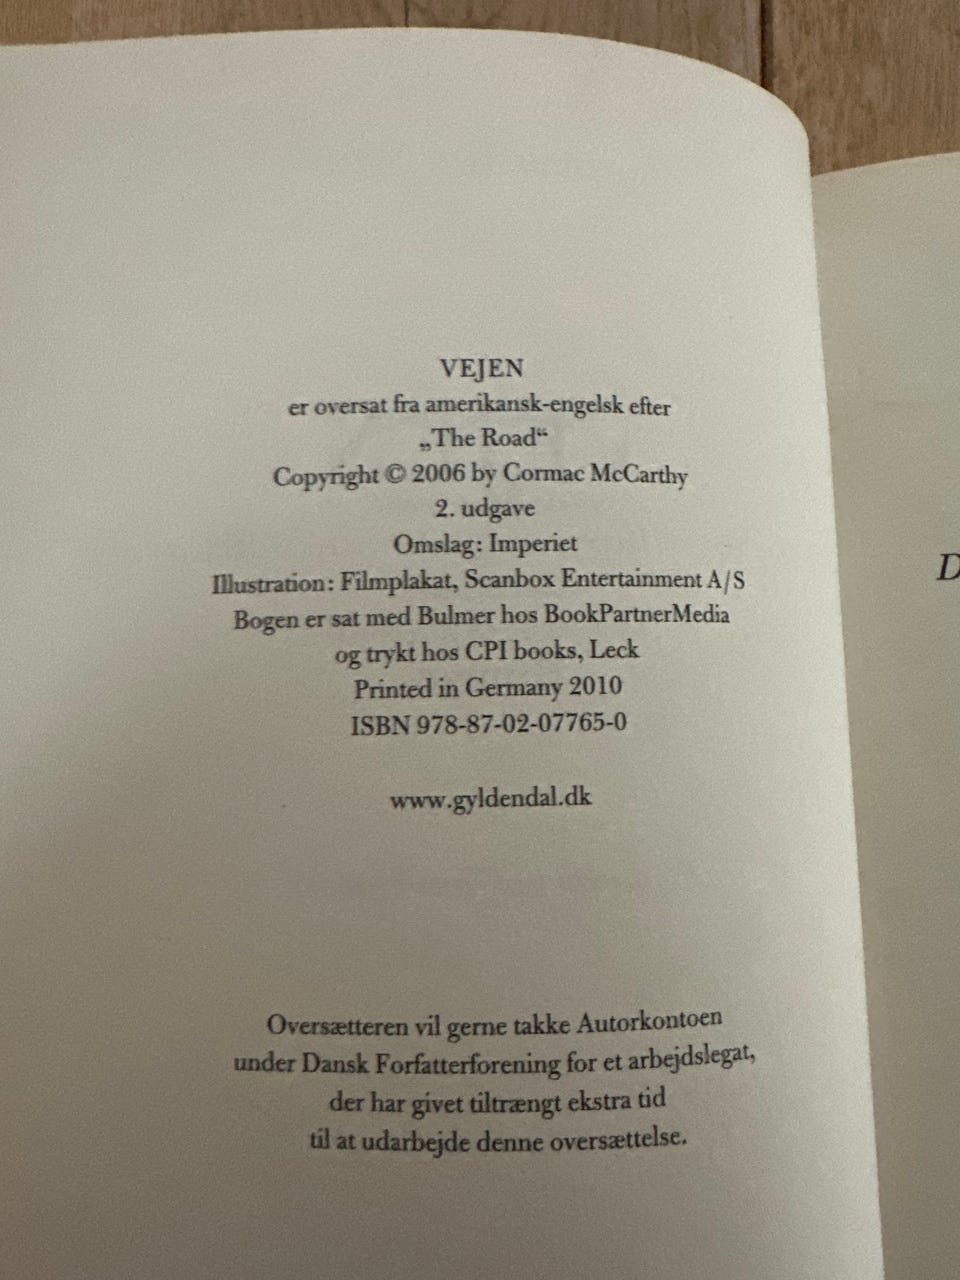 VEJEN
er oversat fra amerikansk-engelsk efter
„The Road“
Copyright © 2006 by Cormac McCarthy
2. udgave
Omslag: Imperiet
Illustration: Filmplakat, Scanbox Entertainment A/S
Bogen er sat med Bulmer hos BookPartnerMedia
og trykt hos CPI books, Leck
Printed in Germany 2010
ISBN 978-87-02-07765-0
www.gyldendal.dk
Oversætteren vil gerne takke Autorkontoen
under Dansk Forfatterforening for et arbejdslegat,
der har givet tiltrængt ekstra tid
til at udarbejde denne oversættelse.